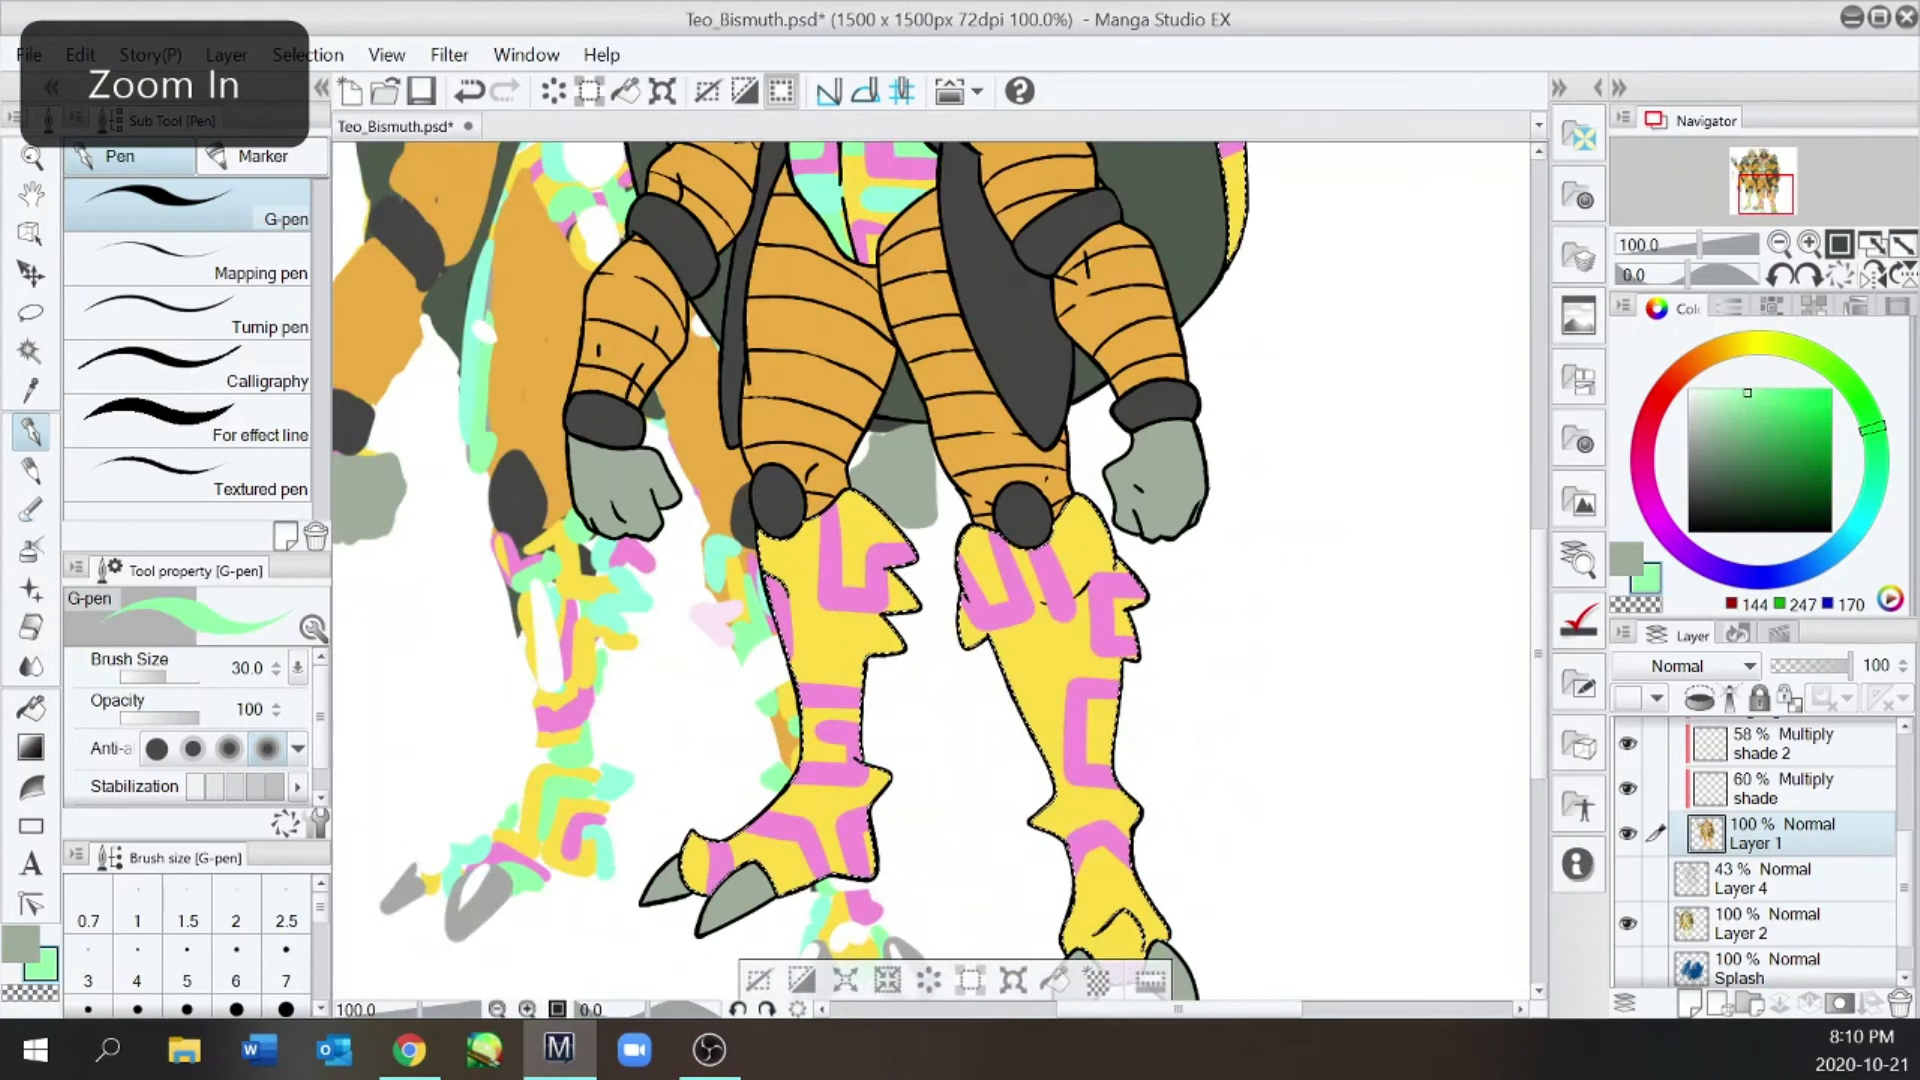 Teo_Bismuth.psd* (1500 x 1500px 72dpi 100.0%) - Manga Studio EX
File Edit Story(P) Layer Selection View Filter Window Help
Zoom In
Sub Tool [Pen]
Teo_Bismuth.psd*
Navigator
Pen
Marker
G-pen
Mapping pen
Turnip pen
Calligraphy
For effect line
Textured pen
100.0
0.0
Tool property [G-pen]
G-pen
Brush Size 30.0
Opacity 100
Stabilization
144 247 170
Layer
Normal 100
58 % Multiply
shade 2
60 % Multiply
shade
100 % Normal
Layer 1
43 % Normal
Layer 4
100 % Normal
Layer 2
100 % Normal
Splash
Brush size [G-pen]
0.7 1 1.5 2 2.5
3 4 5 6 7
100.0
0.0
8:10 PM
2020-10-21